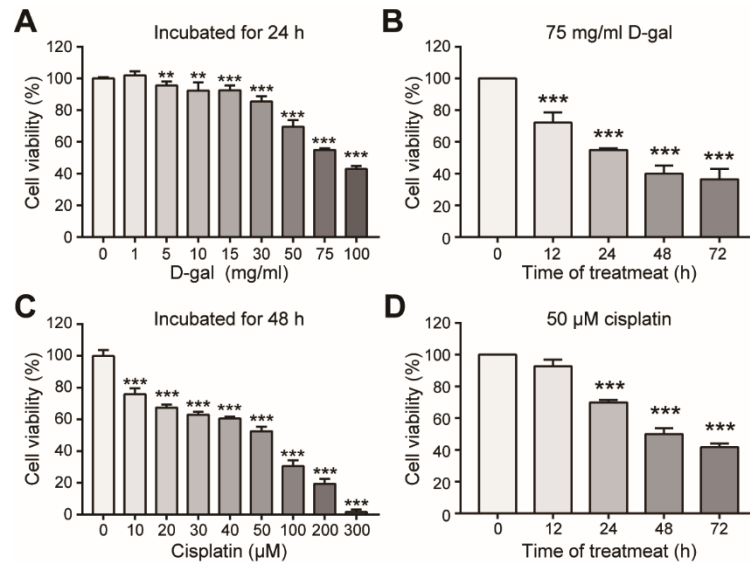 A
Incubated for 24 h
Cell viability (%)
120
100
80
60
40
20
0
** ** *** *** *** *** ***
0 1 5 10 15 30 50 75 100
D-gal (mg/ml)
B
75 mg/ml D-gal
Cell viability (%)
120
100
80
60
40
20
0
*** *** *** ***
0 12 24 48 72
Time of treatmeat (h)
C
Incubated for 48 h
Cell viability (%)
120
100
80
60
40
20
0
*** *** *** *** *** *** *** ***
0 10 20 30 40 50 100 200 300
Cisplatin (µM)
D
50 µM cisplatin
Cell viability (%)
120
100
80
60
40
20
0
*** *** ***
0 12 24 48 72
Time of treatmeat (h)